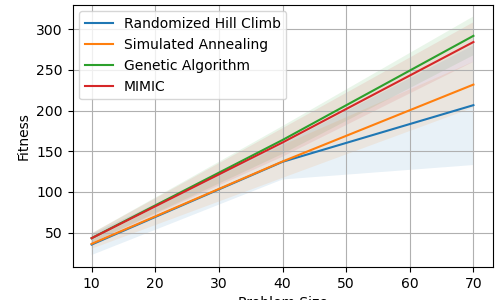 Randomized Hill Climb
Simulated Annealing
Genetic Algorithm
MIMIC
Fitness
300
250
200
150
100
50
10 20 30 40 50 60 70
Problem Size